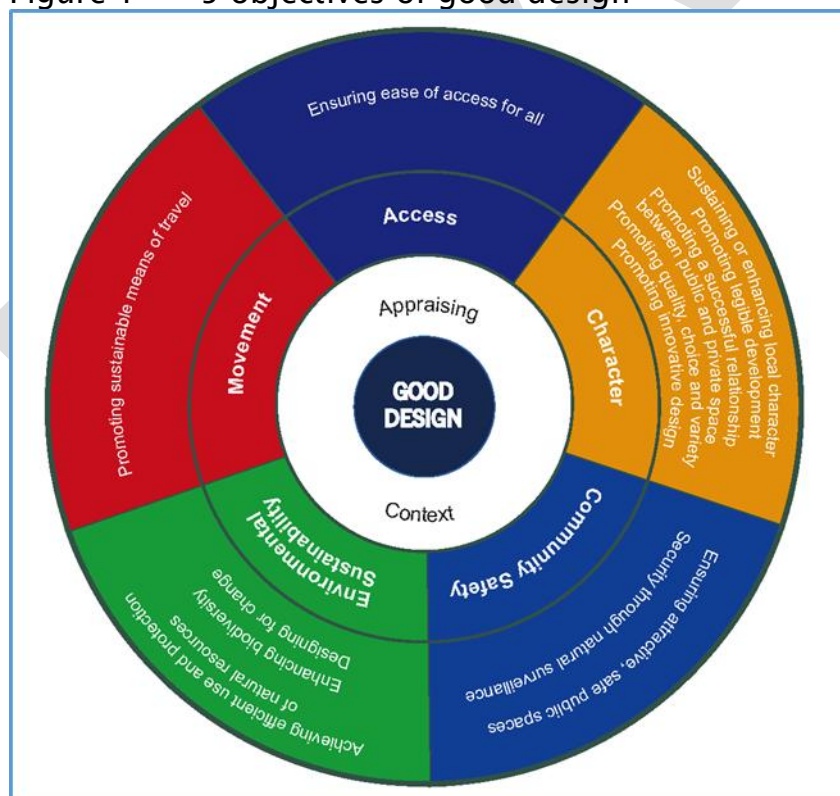 Ensuring ease of access for all
Access
Sustaining or enhancing local character
Promoting legible development
Promoting a successful relationship
between public and private space
Promoting quality, choice and variety
Promoting innovative design
Character
Ensuring attractive, safe public spaces
Security through natural surveillance
Community Safety
Environmental
Sustainability
Designing for change
Enhancing biodiversity
of natural resources
Achieving efficient use and protection
Promoting sustainable means of travel
Movement
Appraising
GOOD
DESIGN
Context